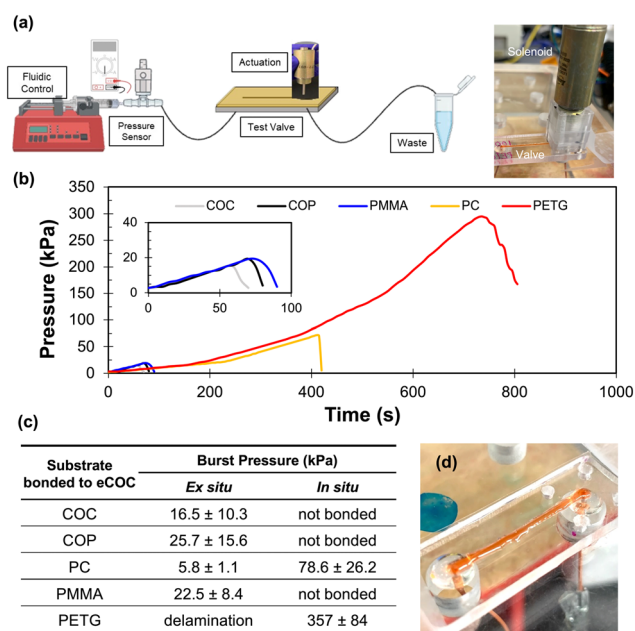 (a)
Fluidic
Control
Pressure
Sensor
Actuation
Test Valve
Waste
Solenoid
Valve
(b)
Pressure (kPa)
350
300
250
200
150
100
50
0
COC
COP
PMMA
PC
PETG
40
20
0
0
50
100
0
200
400
600
800
1000
Time (s)
(c)
Substrate
bonded to eCOC
Burst Pressure (kPa)
Ex situ
In situ
COC 16.5 ± 10.3 not bonded
COP 25.7 ± 15.6 not bonded
PC 5.8 ± 1.1 78.6 ± 26.2
PMMA 22.5 ± 8.4 not bonded
PETG delamination 357 ± 84
(d)